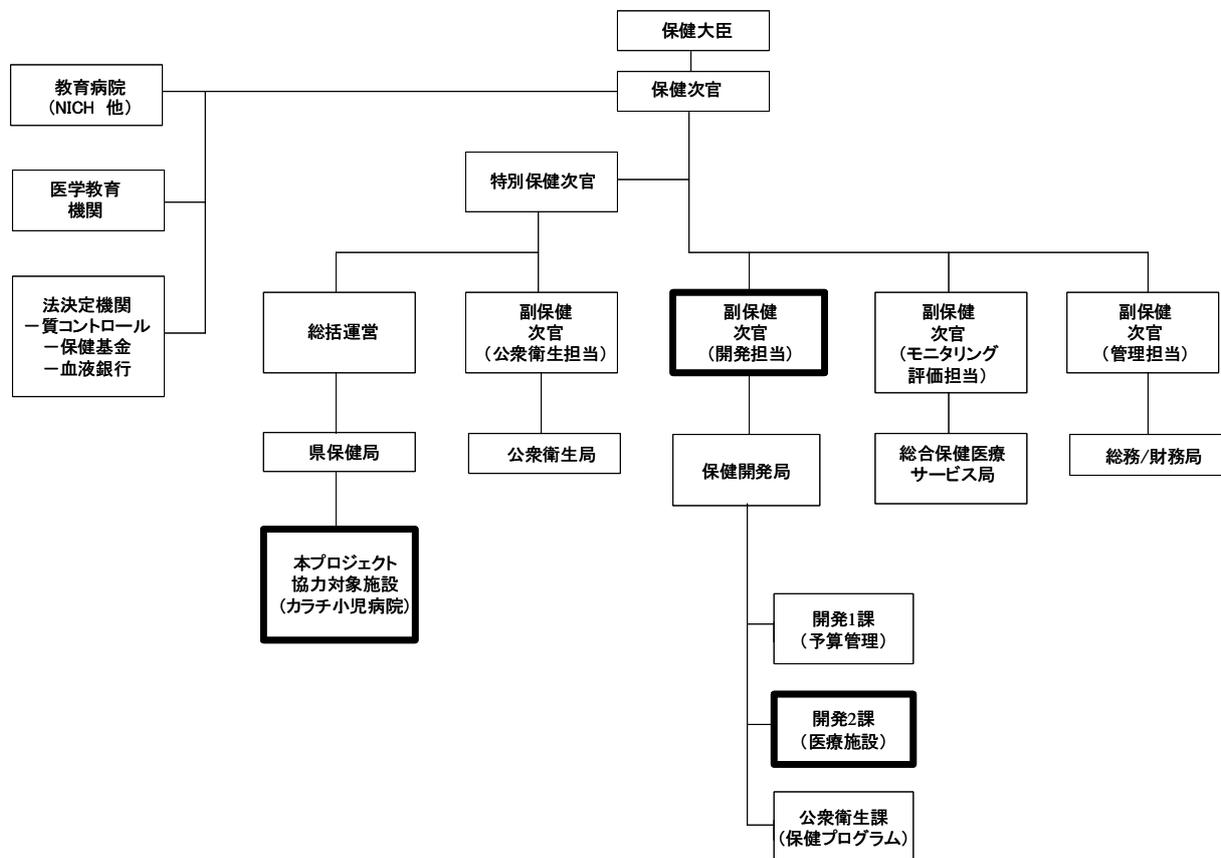 保健大臣
保健次官
教育病院
（NICH 他）
医学教育
機関
法決定機関
－質コントロール
－保健基金
－血液銀行
特別保健次官
総括運営
副保健
次官
（公衆衛生担当）
副保健
次官
（開発担当）
副保健
次官
（モニタリング
評価担当）
副保健
次官
（管理担当）
県保健局
公衆衛生局
保健開発局
総合保健医療
サービス局
総務/財務局
本プロジェクト
協力対象施設
（カラチ小児病院）
開発1課
（予算管理）
開発2課
（医療施設）
公衆衛生課
（保健プログラム）